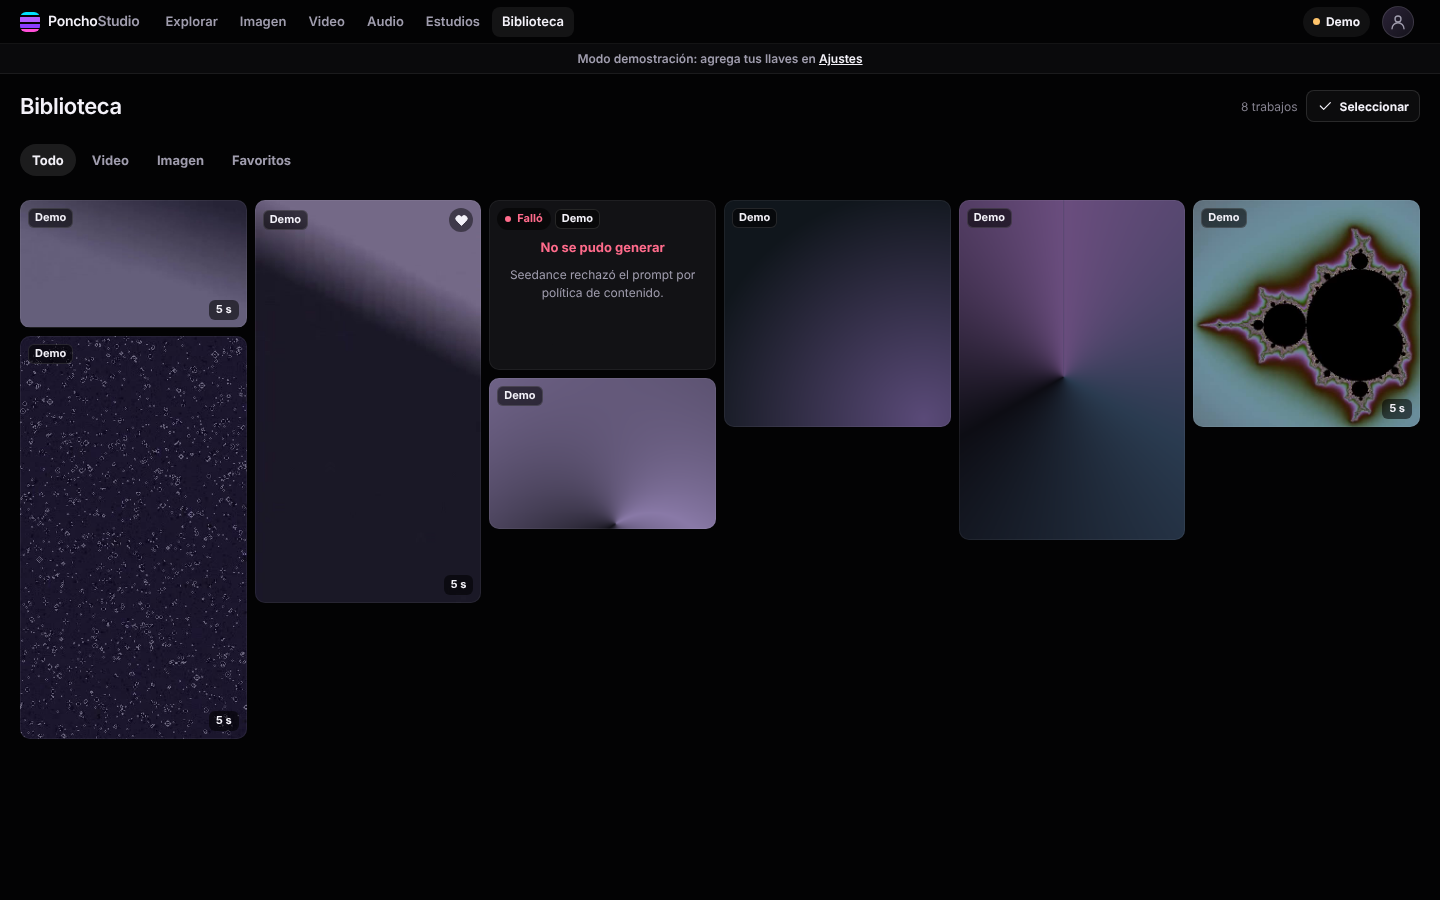 PonchoStudio Explorar Imagen Video Audio Estudios Biblioteca Demo
Modo demostración: agrega tus llaves en Ajustes
Biblioteca
8 trabajos Seleccionar
Todo Video Imagen Favoritos
Demo
5 s
Demo
5 s
Demo
5 s
Falló Demo
No se pudo generar
Seedance rechazó el prompt por
política de contenido.
Demo
Demo
Demo
Demo
5 s